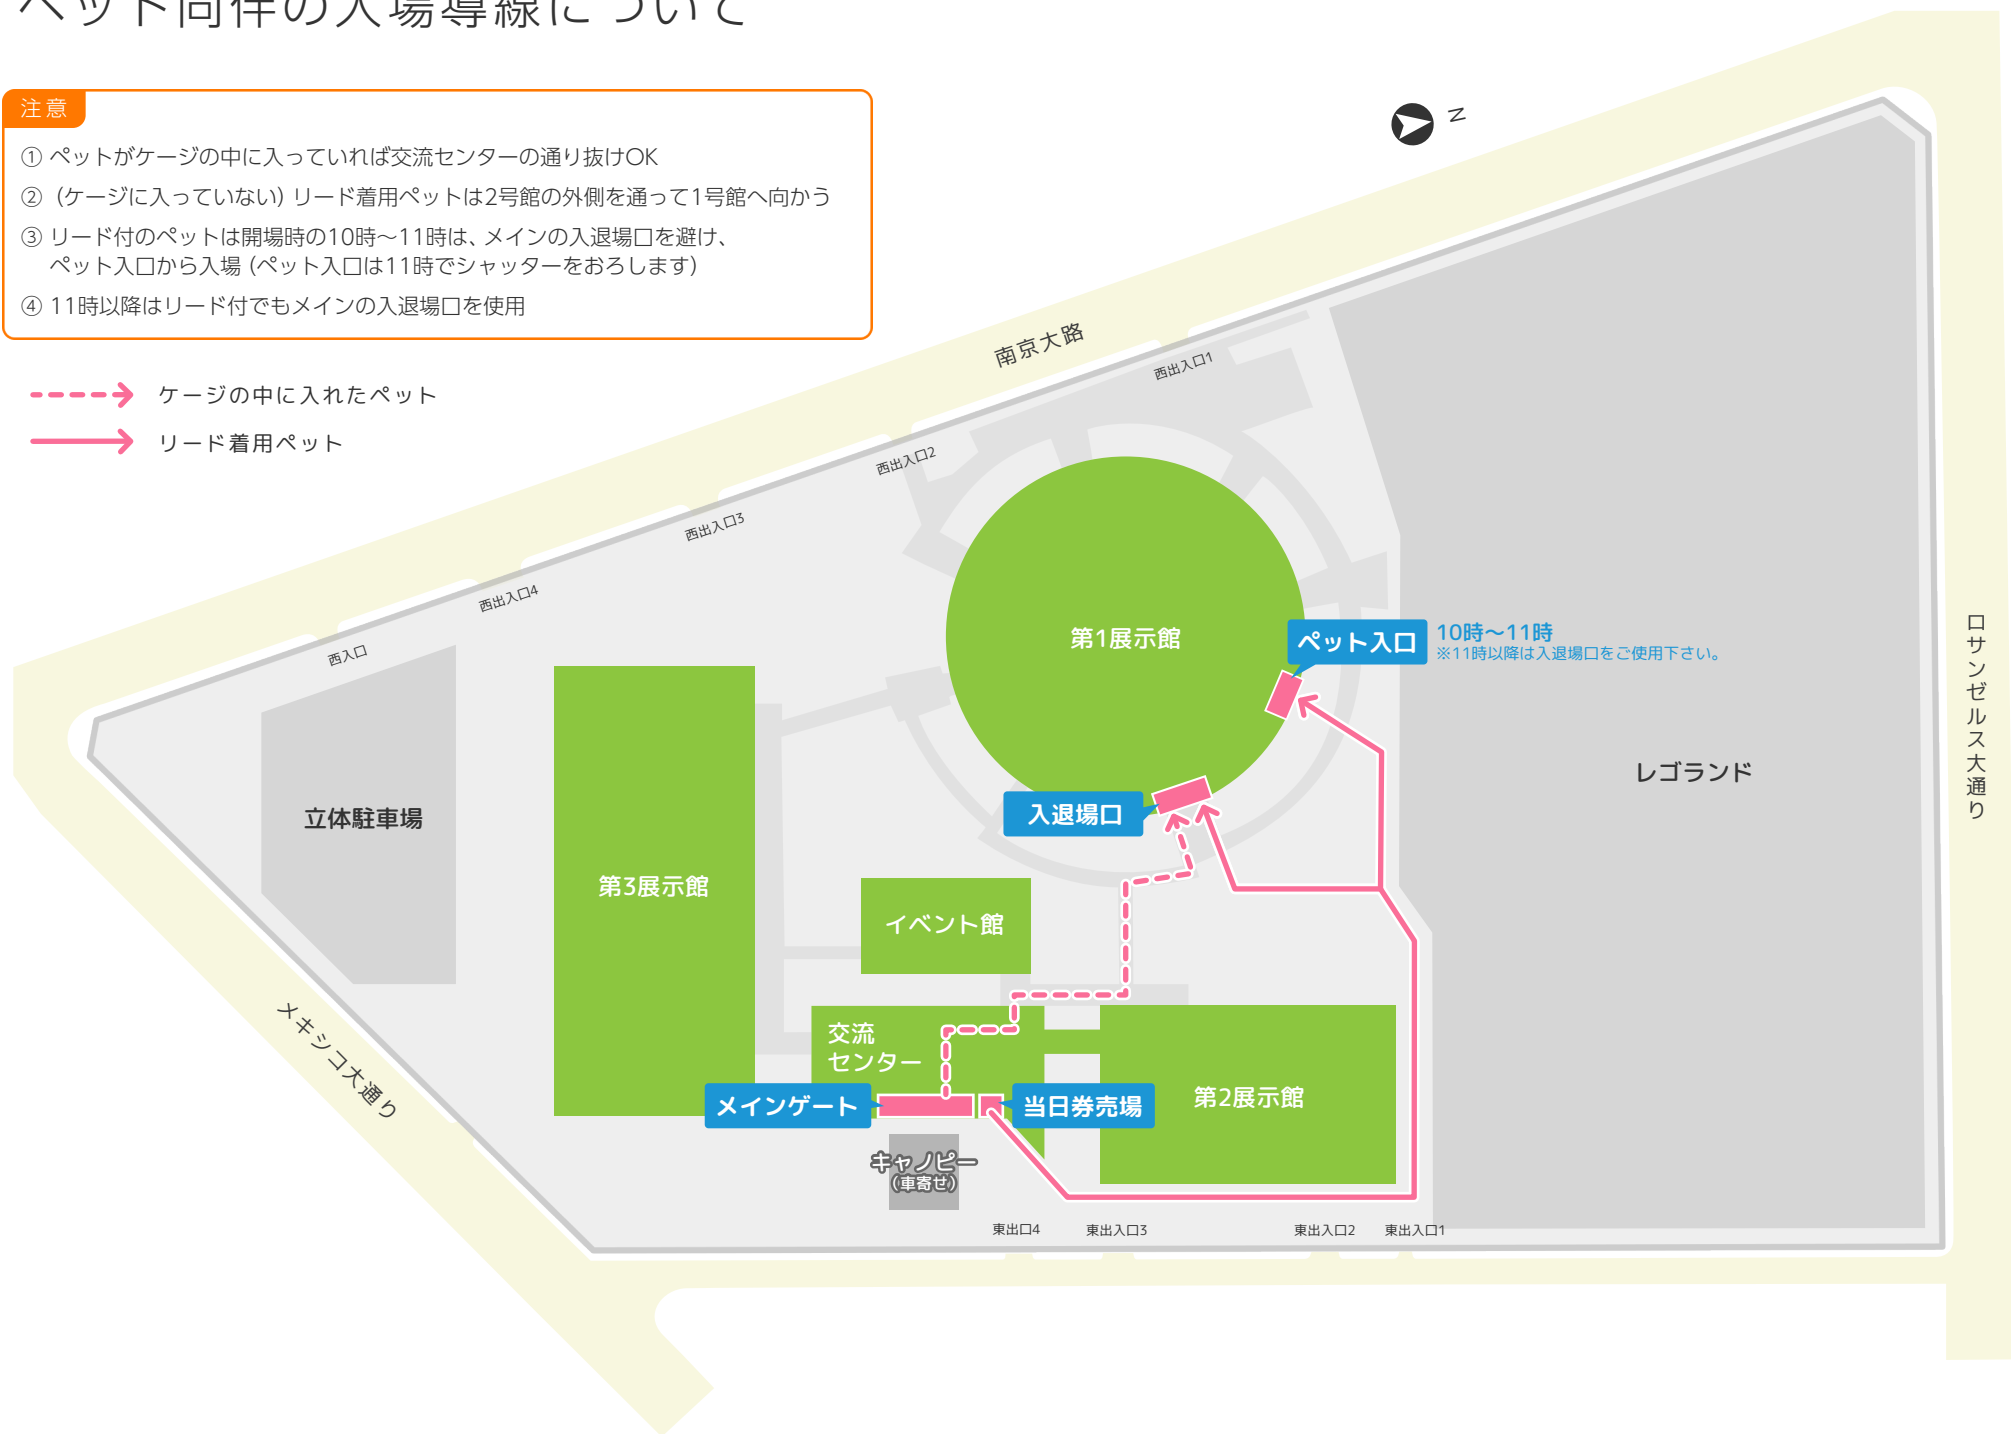 ペット同伴の入場導線について
注意
① ペットがケージの中に入っていれば交流センターの通り抜けOK
②（ケージに入っていない）リード着用ペットは2号館の外側を通って1号館へ向かう
③ リード付のペットは開場時の10時〜11時は、メインの入退場口を避け、
ペット入口から入場（ペット入口は11時でシャッターをおろします）
④ 11時以降はリード付でもメインの入退場口を使用
ケージの中に入れたペット
リード着用ペット
N
南京大路
西出入口1
西出入口2
西出入口3
西出入口4
西入口
第1展示館
ペット入口
10時〜11時
※11時以降は入退場口をご使用下さい。
ロサンゼルス大通り
レゴランド
立体駐車場
入退場口
第3展示館
イベント館
交流
センター
メキシコ大通り
メインゲート
当日券売場
第2展示館
キャノピー
（車寄せ）
東出口4
東出入口3
東出入口2
東出入口1